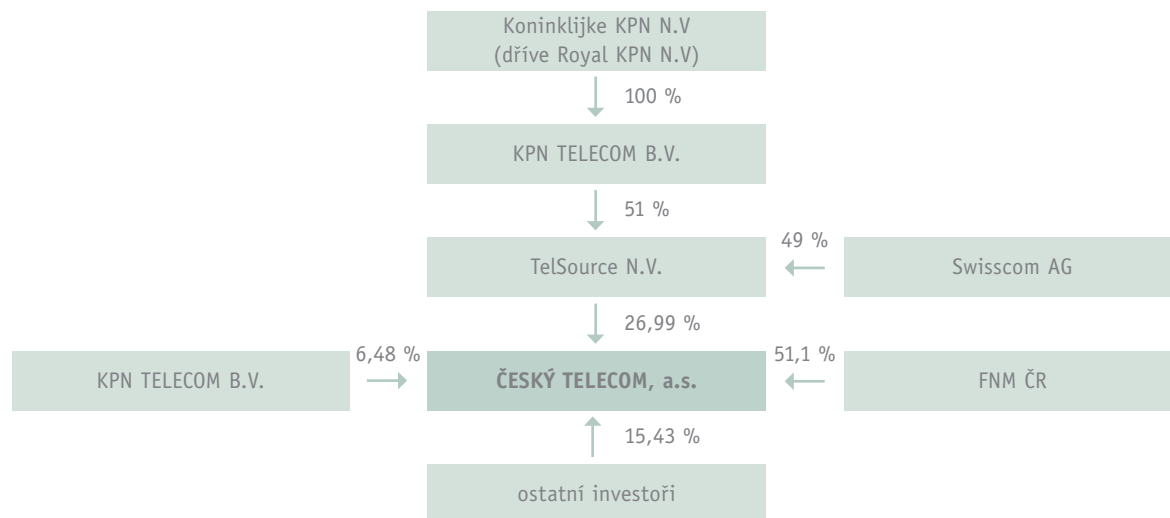 Koninklijke KPN N.V
(dříve Royal KPN N.V)
100 %
KPN TELECOM B.V.
51 %
49 %
TelSource N.V.
Swisscom AG
26,99 %
6,48 %
51,1 %
KPN TELECOM B.V.
ČESKÝ TELECOM, a.s.
FNM ČR
15,43 %
ostatní investoři